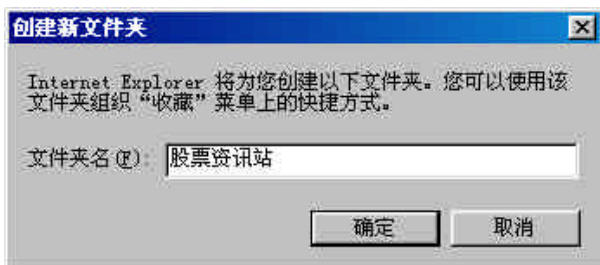 创建新文件夹
Internet Explorer 将为您创建以下文件夹。您可以使用该
文件夹组织“收藏”菜单上的快捷方式。
文件夹名(F): 股票资讯站
确定 取消